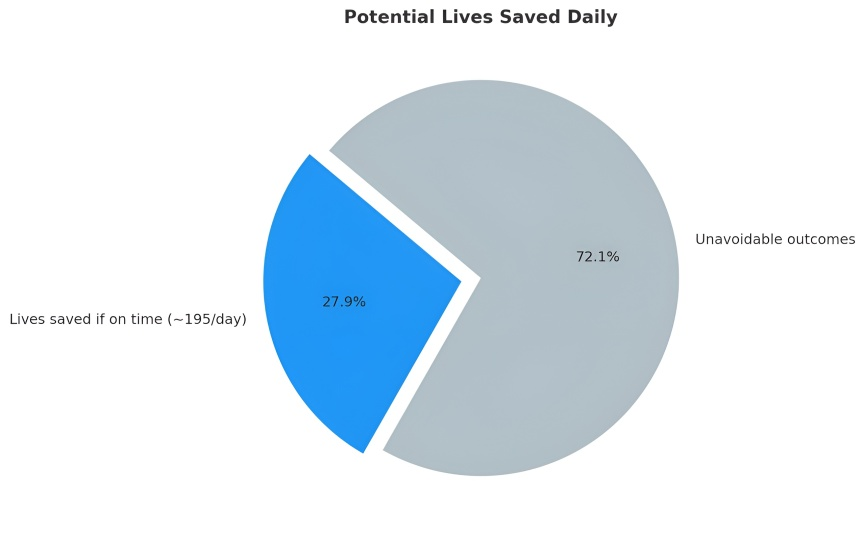 Potential Lives Saved Daily
Unavoidable outcomes
72.1%
27.9%
Lives saved if on time (~195/day)